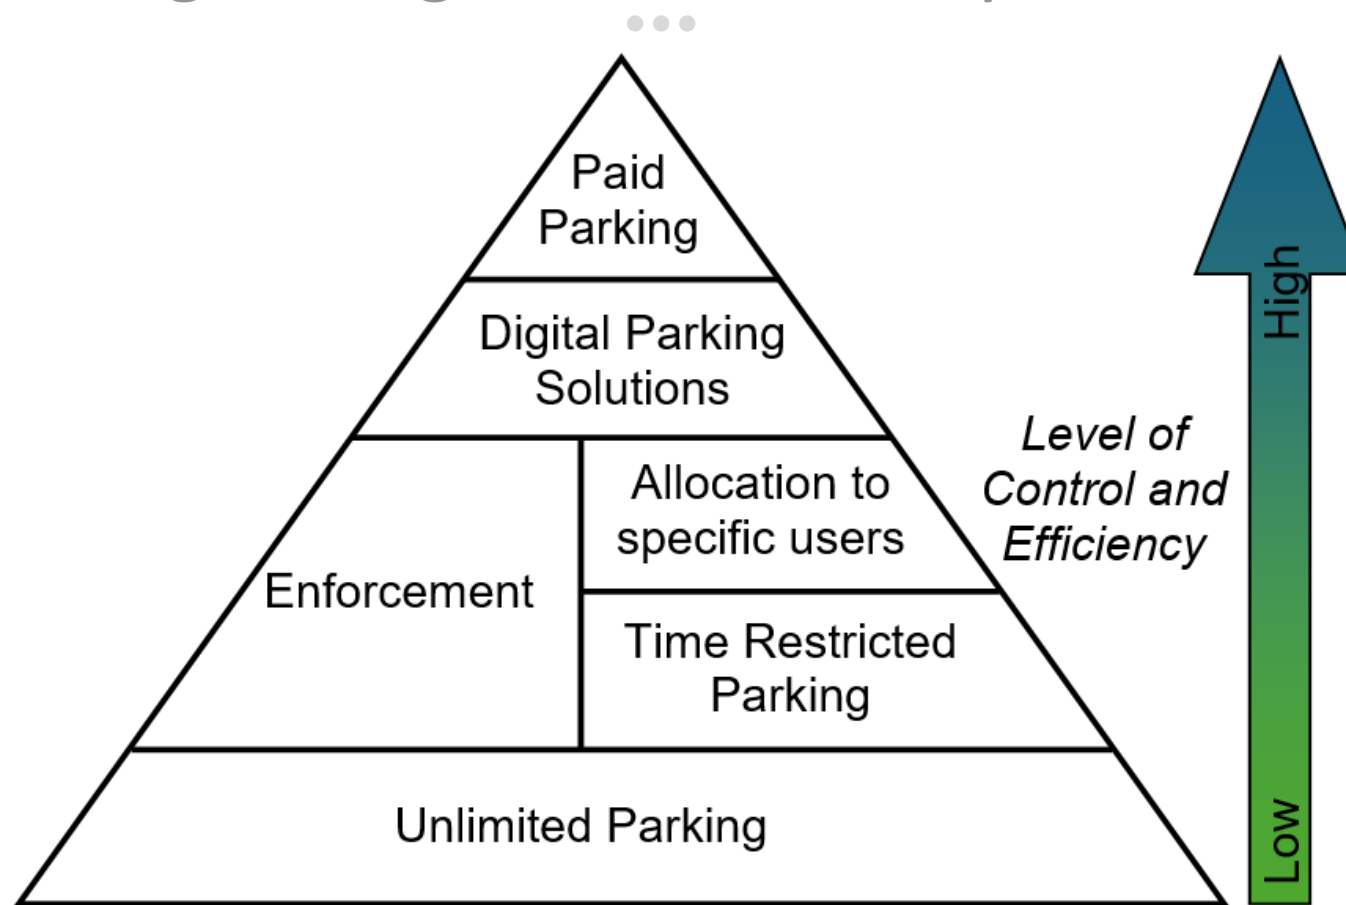 Paid
Parking
Digital Parking
Solutions
Allocation to
specific users
Enforcement
Time Restricted
Parking
Unlimited Parking
Level of
Control and
Efficiency
High
Low